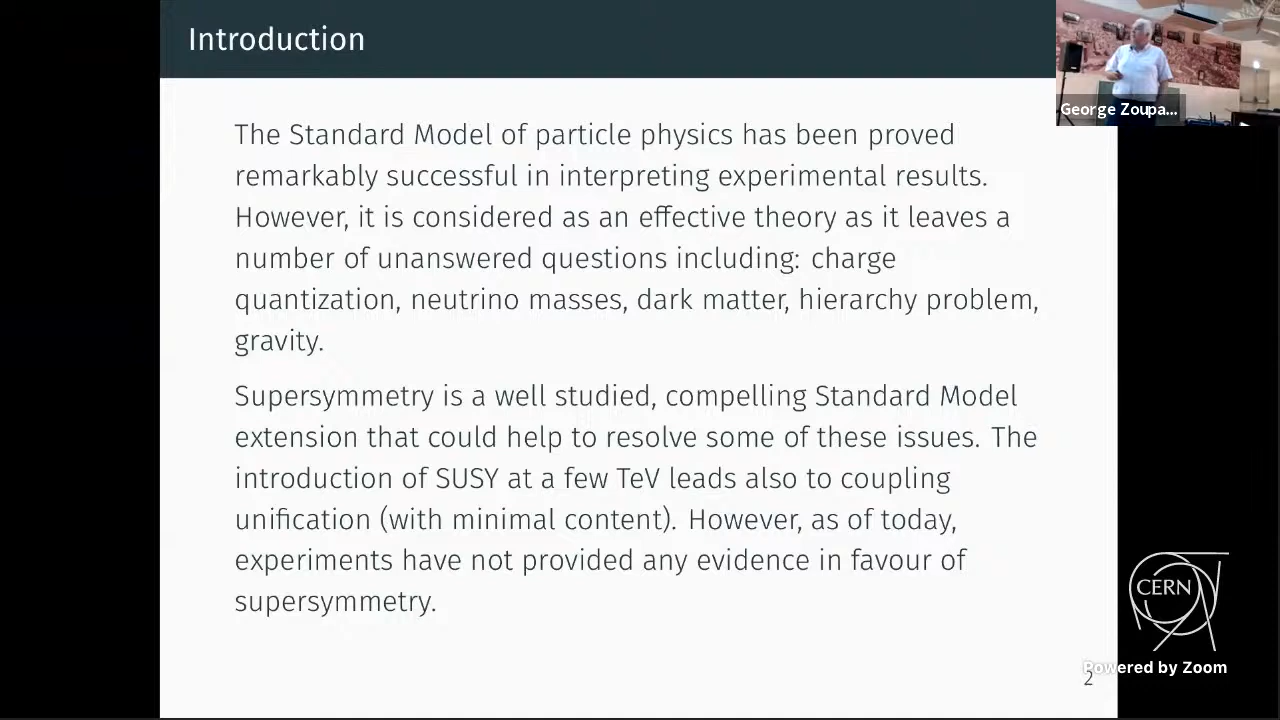 Introduction
George Zoupa...
The Standard Model of particle physics has been proved
remarkably successful in interpreting experimental results.
However, it is considered as an effective theory as it leaves a
number of unanswered questions including: charge
quantization, neutrino masses, dark matter, hierarchy problem,
gravity.
Supersymmetry is a well studied, compelling Standard Model
extension that could help to resolve some of these issues. The
introduction of SUSY at a few TeV leads also to coupling
unification (with minimal content). However, as of today,
experiments have not provided any evidence in favour of
supersymmetry.
CERN
Powered by Zoom
2